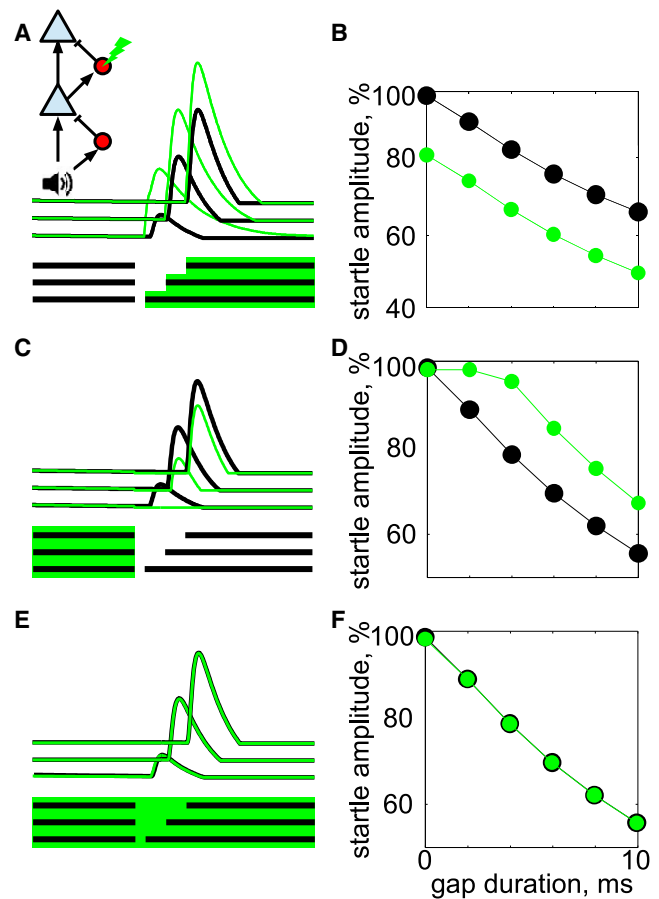 A
B
startle amplitude, %
100
80
60
40
C
D
startle amplitude, %
100
80
60
E
F
startle amplitude, %
100
80
60
0
10
gap duration, ms